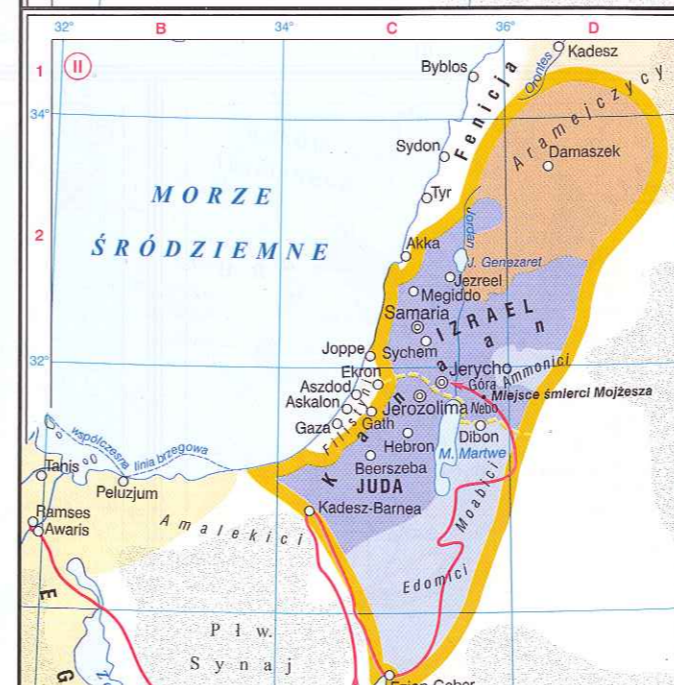 32°
B
34°
C
36°
D
1
II
34°
2
32°
Kadesz
Orontes
Byblos
Fenicja
Aramejczycy
Sydon
Damaszek
Tyr
MORZE
ŚRÓDZIEMNE
Jordan
Akka
J. Genezaret
Jezreel
Megiddo
Samaria
IZRAEL
Kanaan
Joppe
Sychem
Ekron
Jerycho
Ammonici
Góra
Nebo
Miejsce śmierci Mojżesza
Aszdod
Askalon
Jerozolima
Gaza
Filistyni
Gath
Hebron
Dibon
M. Martwe
Beerszeba
JUDA
współczesna linia brzegowa
Tanis
Peluzjum
Kadesz-Barnea
Moabici
Ramses
Awaris
Amalekici
Edomici
E
G
Płw.
Synaj